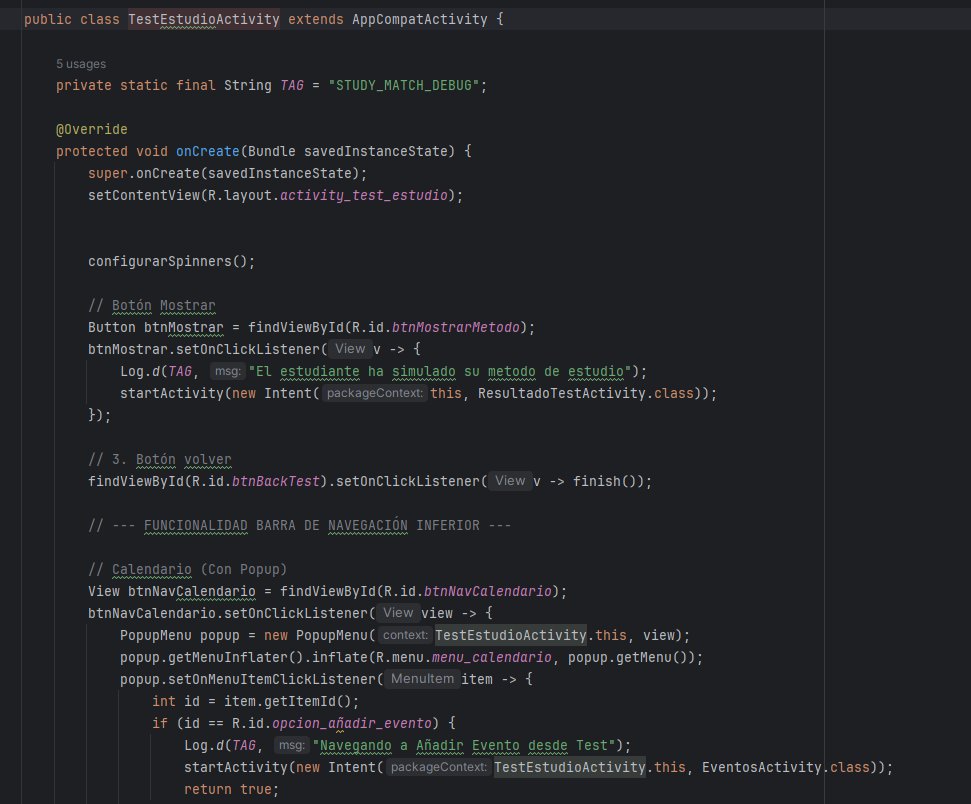 public class TestEstudioActivity extends AppCompatActivity {
5 usages
private static final String TAG = "STUDY_MATCH_DEBUG";
@Override
protected void onCreate(Bundle savedInstanceState) {
super.onCreate(savedInstanceState);
setContentView(R.layout.activity_test_estudio);
configurarSpinners();
// Botón Mostrar
Button btnMostrar = findViewById(R.id.btnMostrarMetodo);
btnMostrar.setOnClickListener( View v -> {
Log.d(TAG, msg: "El estudiante ha simulado su metodo de estudio");
startActivity(new Intent( packageContext: this, ResultadoTestActivity.class));
});
// 3. Botón volver
findViewById(R.id.btnBackTest).setOnClickListener( View v -> finish());
// --- FUNCIONALIDAD BARRA DE NAVEGACIÓN INFERIOR ---
// Calendario (Con Popup)
View btnNavCalendario = findViewById(R.id.btnNavCalendario);
btnNavCalendario.setOnClickListener( View view -> {
PopupMenu popup = new PopupMenu( context: TestEstudioActivity.this, view);
popup.getMenuInflater().inflate(R.menu.menu_calendario, popup.getMenu());
popup.setOnMenuItemClickListener( MenuItem item -> {
int id = item.getItemId();
if (id == R.id.opcion_añadir_evento) {
Log.d(TAG, msg: "Navegando a Añadir Evento desde Test");
startActivity(new Intent( packageContext: TestEstudioActivity.this, EventosActivity.class));
return true;